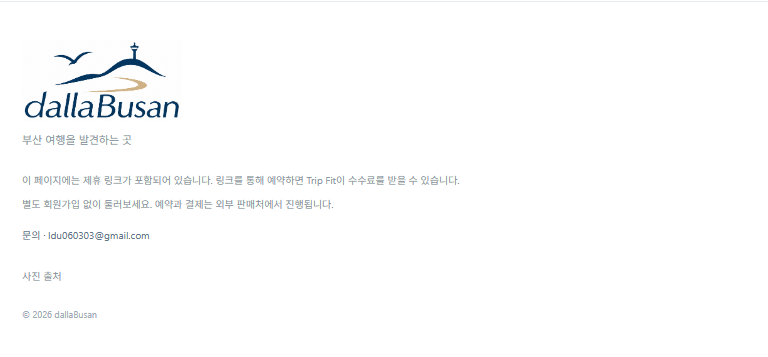 dallaBusan
부산 여행을 발견하는 곳
이 페이지에는 제휴 링크가 포함되어 있습니다. 링크를 통해 예약하면 Trip Fit이 수수료를 받을 수 있습니다.
별도 회원가입 없이 둘러보세요. 예약과 결제는 외부 판매처에서 진행됩니다.
문의 · ldu060303@gmail.com
사진 출처
© 2026 dallaBusan